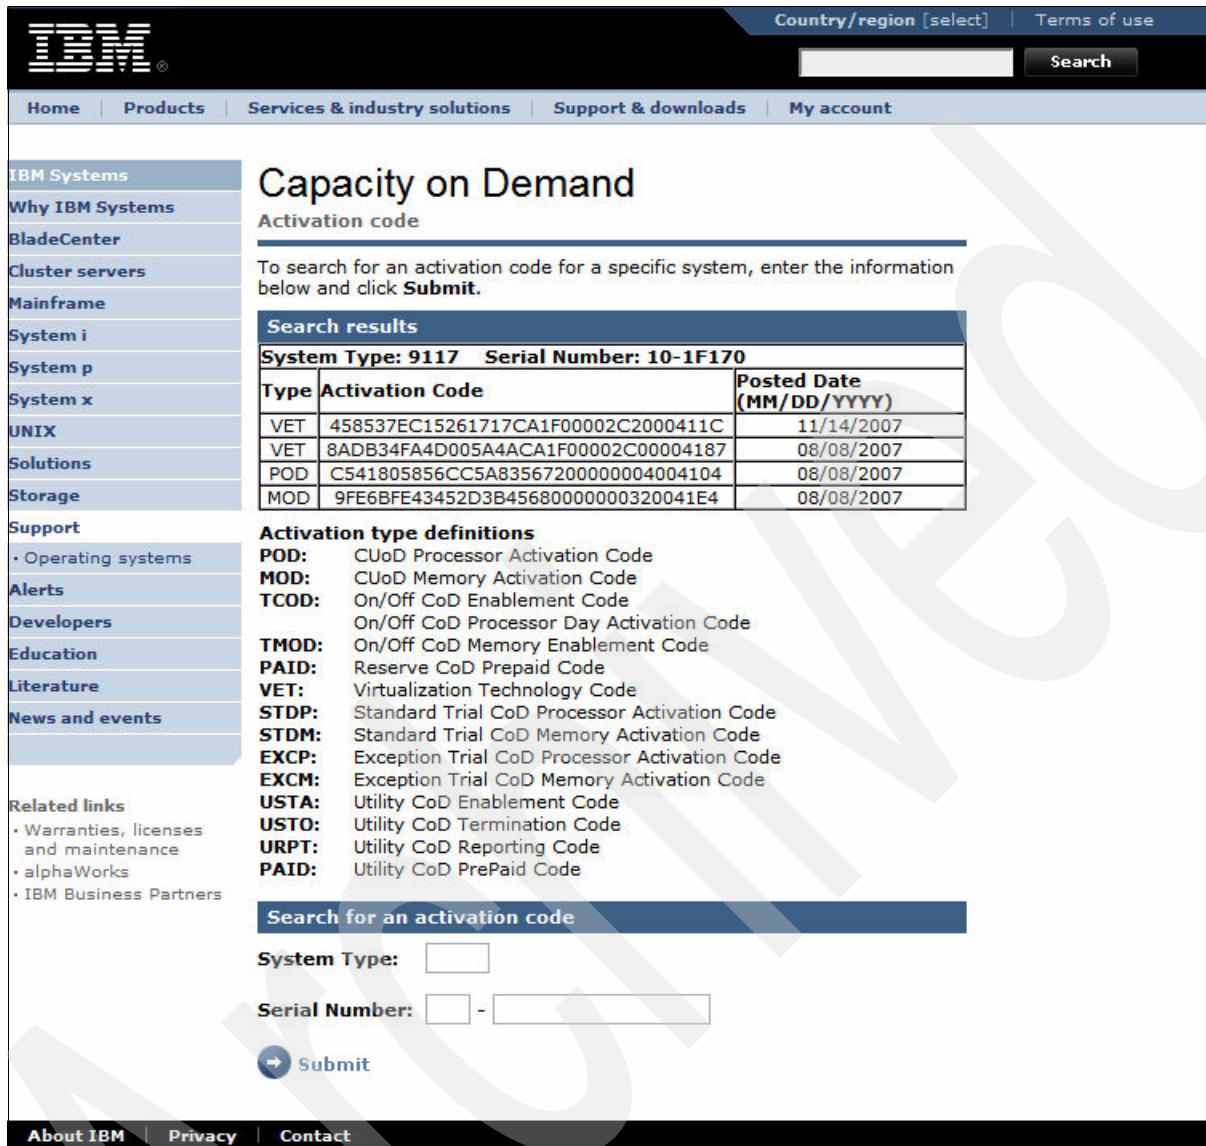 Country/region [select] | Terms of use
IBM®
Search
Home | Products | Services & industry solutions | Support & downloads | My account
IBM Systems
Why IBM Systems
BladeCenter
Cluster servers
Mainframe
System i
System p
System x
UNIX
Solutions
Storage
Support
· Operating systems
Alerts
Developers
Education
Literature
News and events
Related links
· Warranties, licenses
and maintenance
· alphaWorks
· IBM Business Partners
Capacity on Demand
Activation code
To search for an activation code for a specific system, enter the information
below and click Submit.
Search results
System Type: 9117 Serial Number: 10-1F170
Type Activation Code Posted Date
(MM/DD/YYYY)
VET 458537EC15261717CA1F00002C2000411C 11/14/2007
VET 8ADB34FA4D005A4ACA1F00002C00004187 08/08/2007
POD C541805856CC5A83567200000004004104 08/08/2007
MOD 9FE6BFE43452D3B45680000000320041E4 08/08/2007
Activation type definitions
POD: CUoD Processor Activation Code
MOD: CUoD Memory Activation Code
TCOD: On/Off CoD Enablement Code
On/Off CoD Processor Day Activation Code
TMOD: On/Off CoD Memory Enablement Code
PAID: Reserve CoD Prepaid Code
VET: Virtualization Technology Code
STDP: Standard Trial CoD Processor Activation Code
STDM: Standard Trial CoD Memory Activation Code
EXCP: Exception Trial CoD Processor Activation Code
EXCM: Exception Trial CoD Memory Activation Code
USTA: Utility CoD Enablement Code
USTO: Utility CoD Termination Code
URPT: Utility CoD Reporting Code
PAID: Utility CoD PrePaid Code
Search for an activation code
System Type:
Serial Number: -
Submit
About IBM | Privacy | Contact
Archived